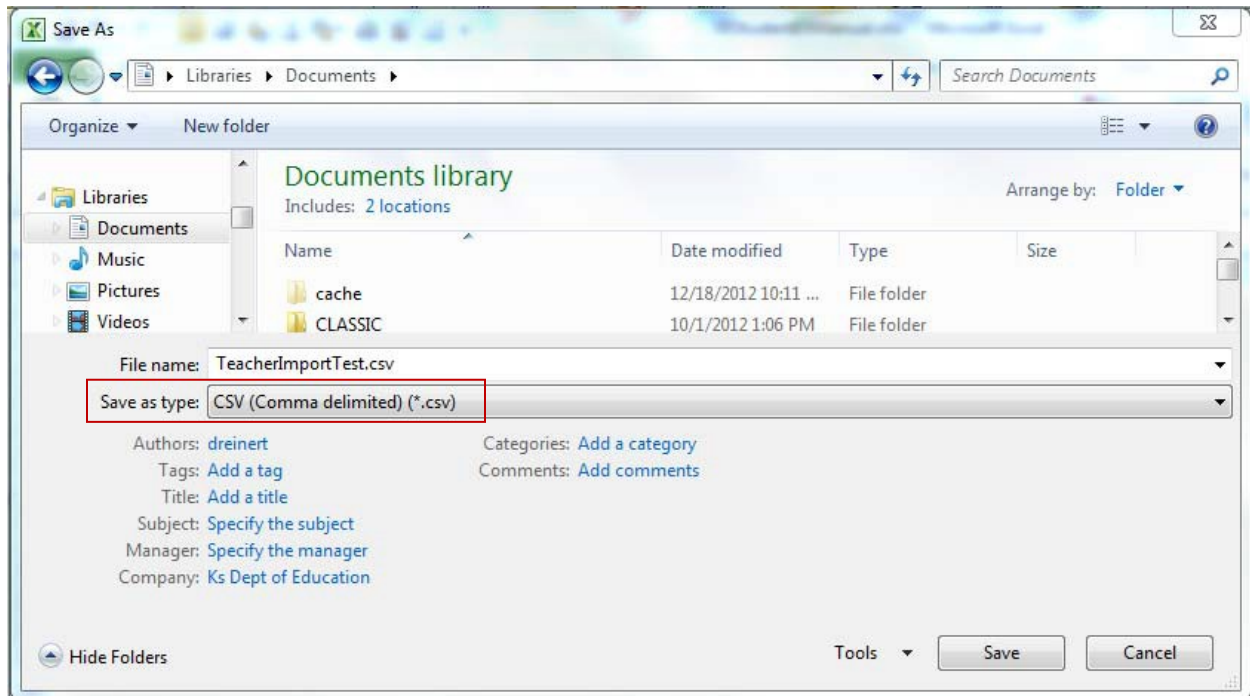 Save As
Libraries Documents
Search Documents
Organize New folder
Documents library
Includes: 2 locations
Arrange by: Folder
Libraries
Documents
Music
Pictures
Videos
Name Date modified Type Size
cache 12/18/2012 10:11 ... File folder
CLASSIC 10/1/2012 1:06 PM File folder
File name: TeacherImportTest.csv
Save as type: CSV (Comma delimited) (*.csv)
Authors: dreinert Categories: Add a category
Tags: Add a tag Comments: Add comments
Title: Add a title
Subject: Specify the subject
Manager: Specify the manager
Company: Ks Dept of Education
Hide Folders Tools Save Cancel